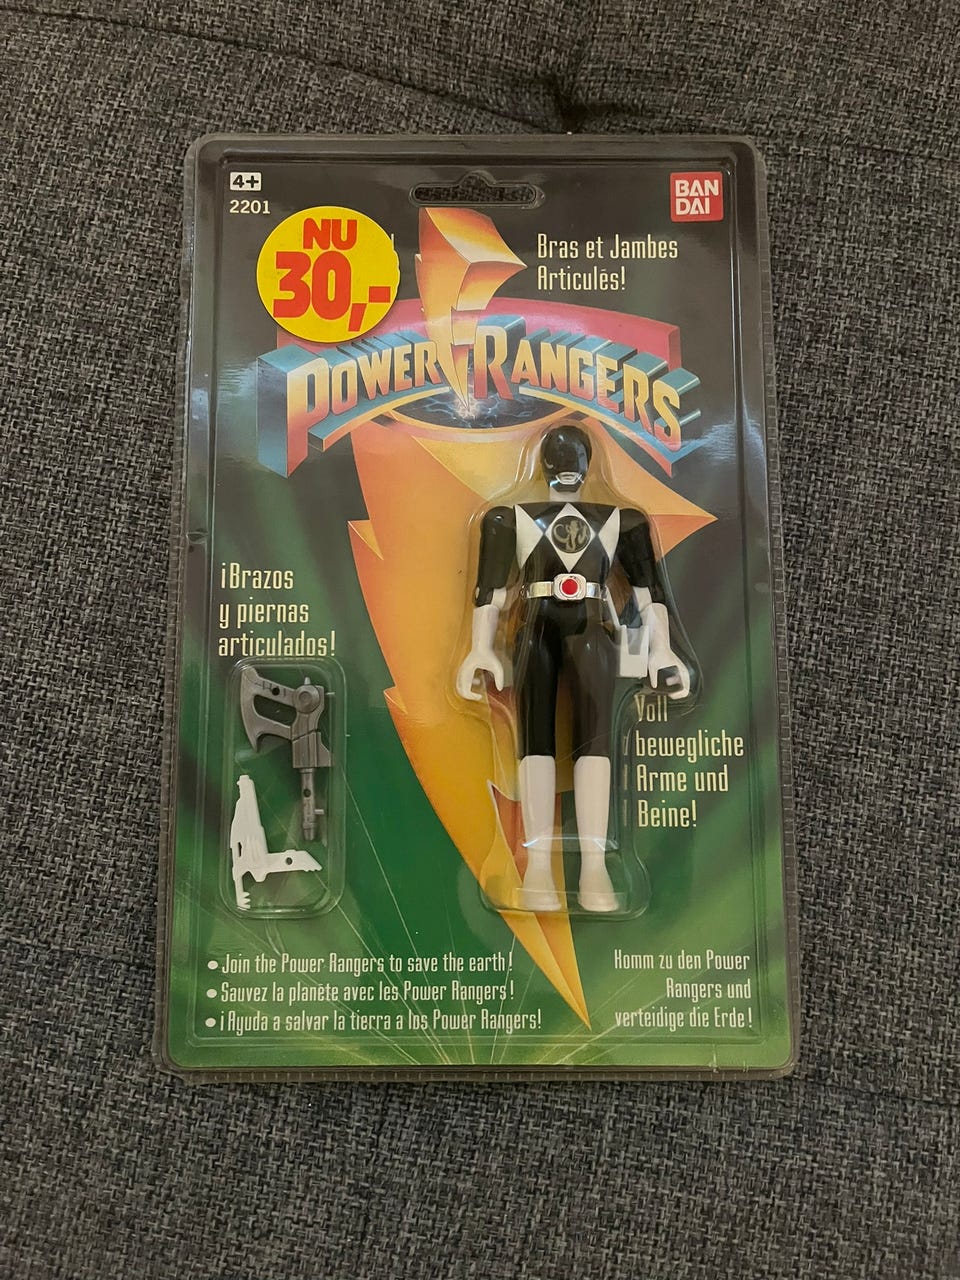 4+
2201
BAN
DAI
NU
30,-
Bras et Jambes
Articulés!
POWER RANGERS
¡Brazos
y piernas
articulados!
Voll
bewegliche
Arme und
Beine!
• Join the Power Rangers to save the earth!
• Sauvez la planète avec les Power Rangers!
• ¡Ayuda a salvar la tierra a los Power Rangers!
Komm zu den Power
Rangers und
verteidige die Erde!